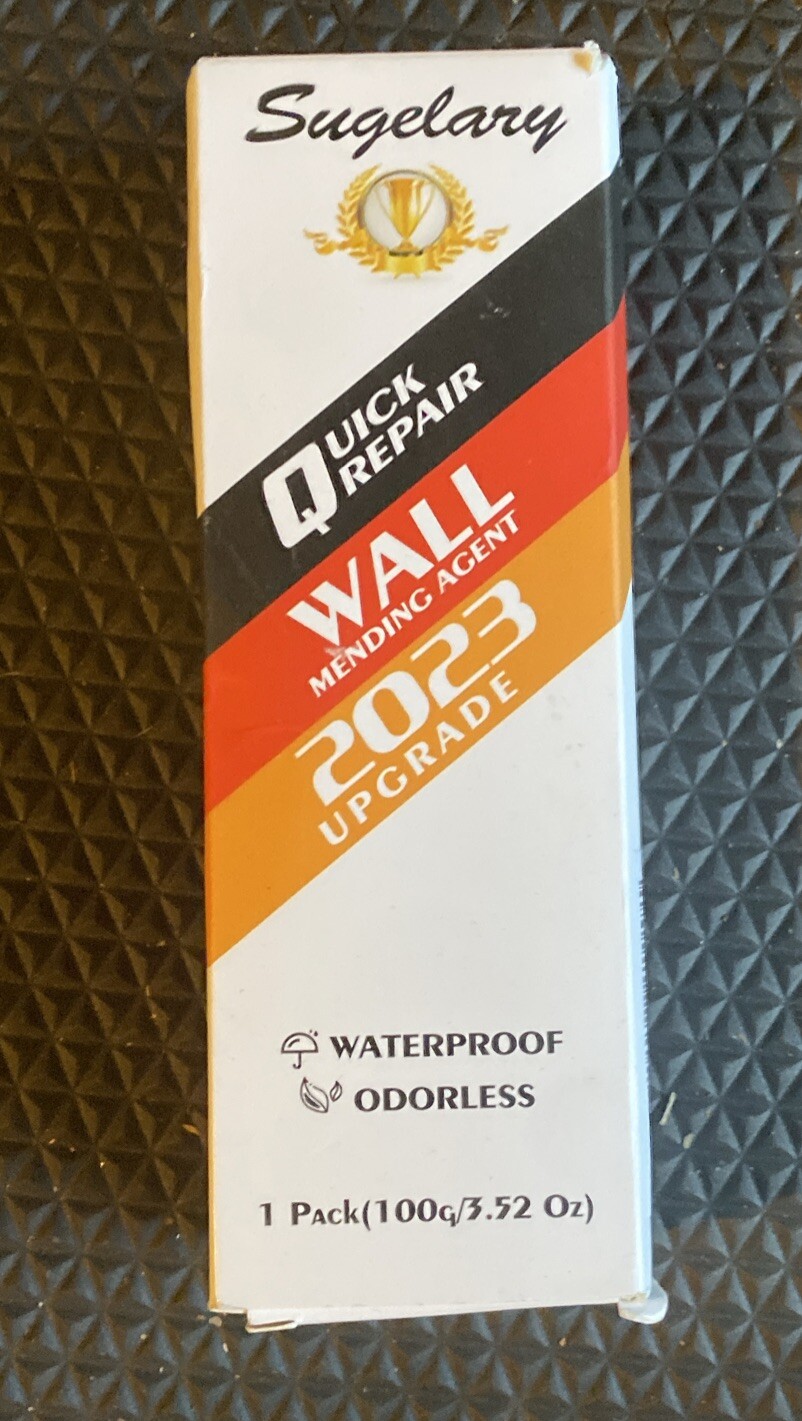 Sugelary
QUICK
REPAIR
WALL
MENDING AGENT
2023
UPGRADE
WATERPROOF
ODORLESS
1 Pack(100g/3.52 Oz)